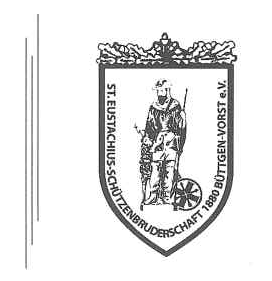 ST. EUSTACHIUS-SCHÜTZENBRUDERSCHAFT 1880 BÜTTGEN-VORST e.V.